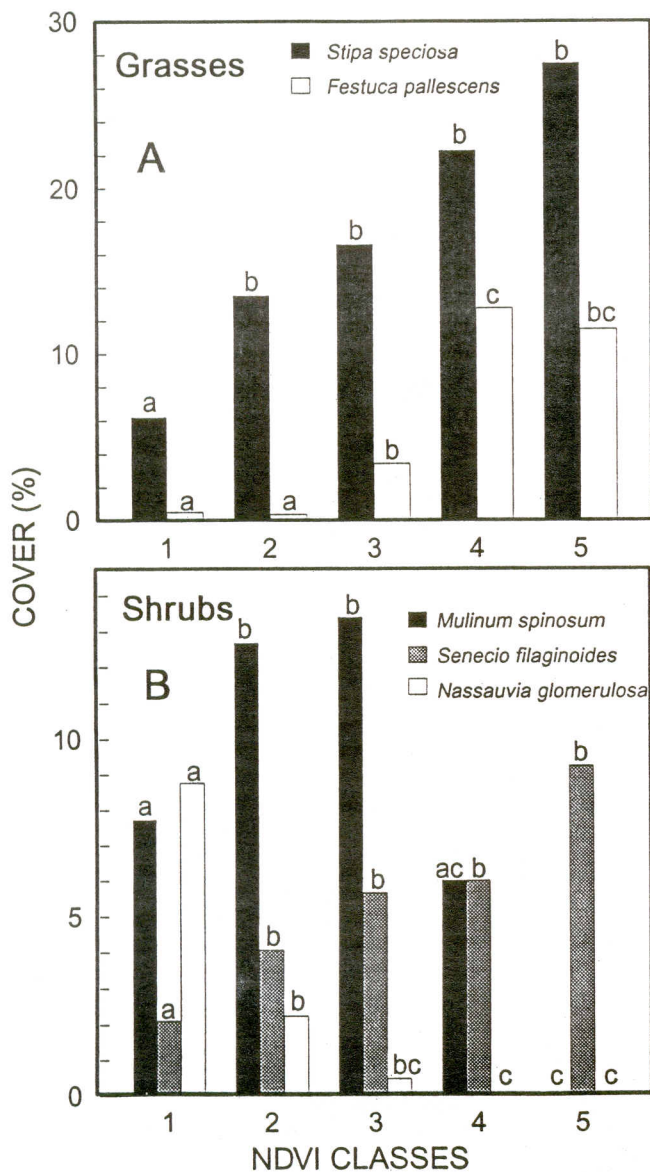 30
Grasses
Stipa speciosa
Festuca pallescens
A
b
b
b
b
a
c
bc
b
a
a
20
10
0
1 2 3 4 5
COVER (%)
Shrubs
Mulinum spinosum
Senecio filaginoides
Nassauvia glomerulosa
B
b
b
b
a
a
ac b
b
b
a
b
bc
c
c c
10
5
0
1 2 3 4 5
NDVI CLASSES